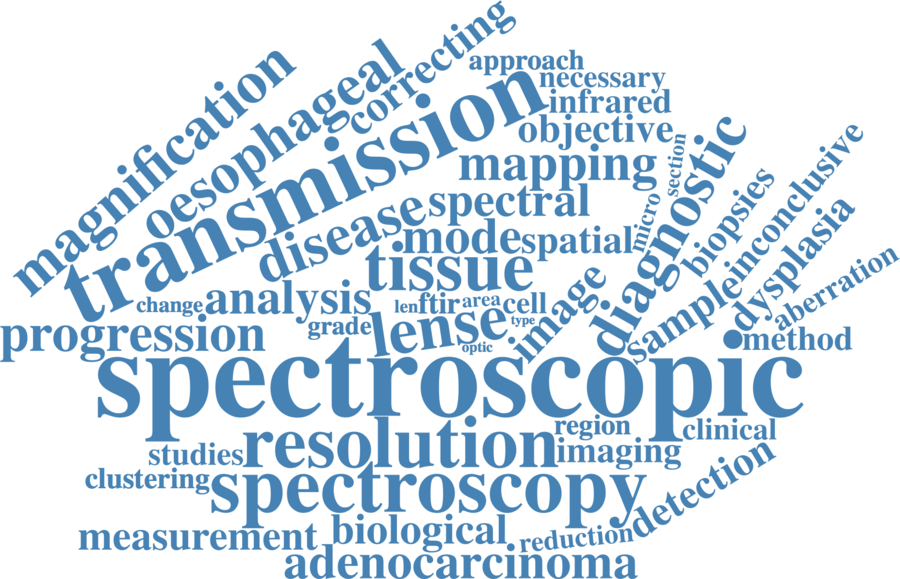 correcting
approach
magnification
oesophageal
transmission
necessary
infrared
objective
mapping
section
diagnostic
inconclusive
disease
spectral
micro
biopsies
mode
spatial
tissue
dysplasia
sample
aberration
image
change
analysis
len
ftir
area
cell
grade
lense
type
optic
progression
method
spectroscopic
region
clinical
studies
resolution
imaging
clustering
spectroscopy
detection
measurement
biological
reduction
adenocarcinoma